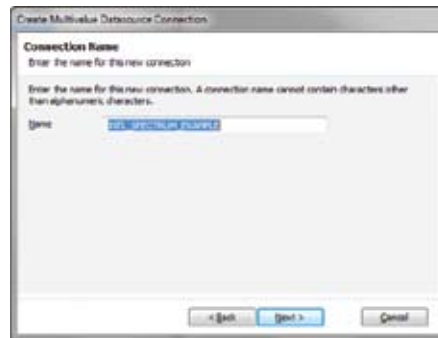 Create Multivalue Datasource Connection
Connection Name
Enter the name for this new connection
Enter the name for this new connection. A connection name cannot contain characters other
than alphanumeric characters.
Name
SPECTRUM_EXAMPLE
< Back
Next >
Cancel